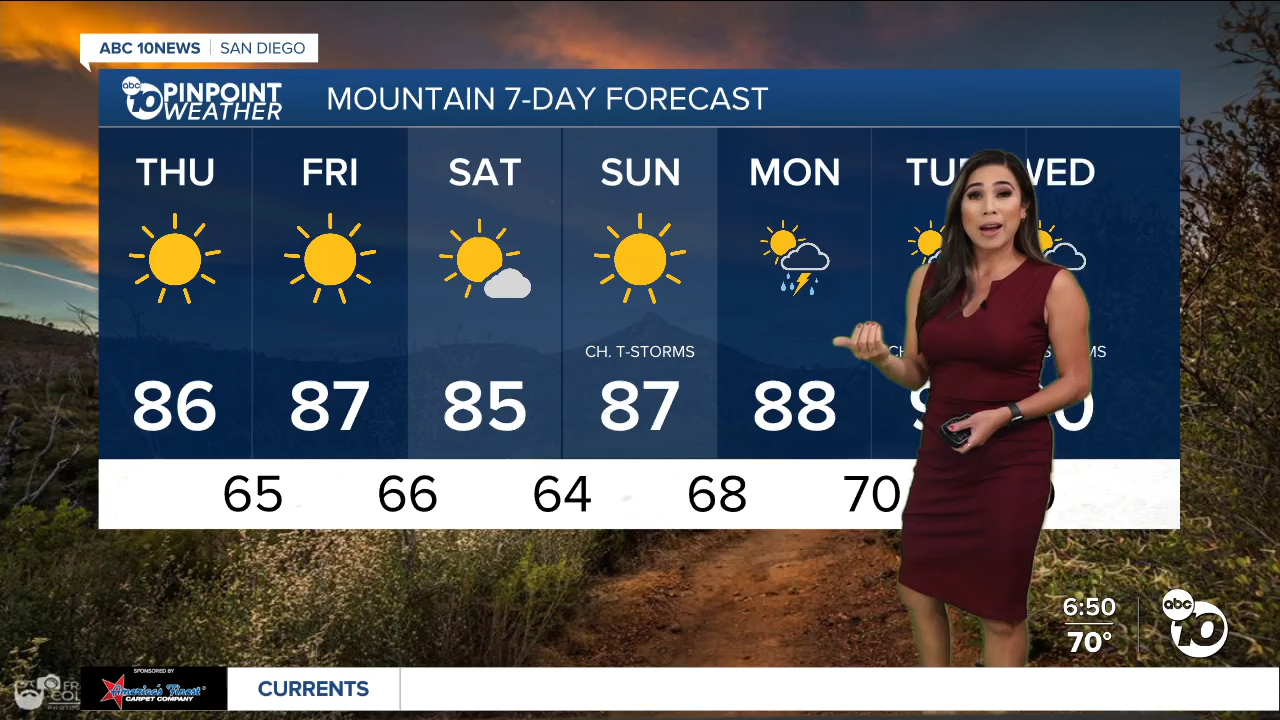 ABC 10NEWS | SAN DIEGO
abc 10 PINPOINT WEATHER
MOUNTAIN 7-DAY FORECAST
THU FRI SAT SUN MON TUE WED
CH. T-STORMS
86 87 85 87 88
65 66 64 68 70
6:50
70°
abc 10
SPONSORED BY
America's Finest
CARPET COMPANY
CURRENTS